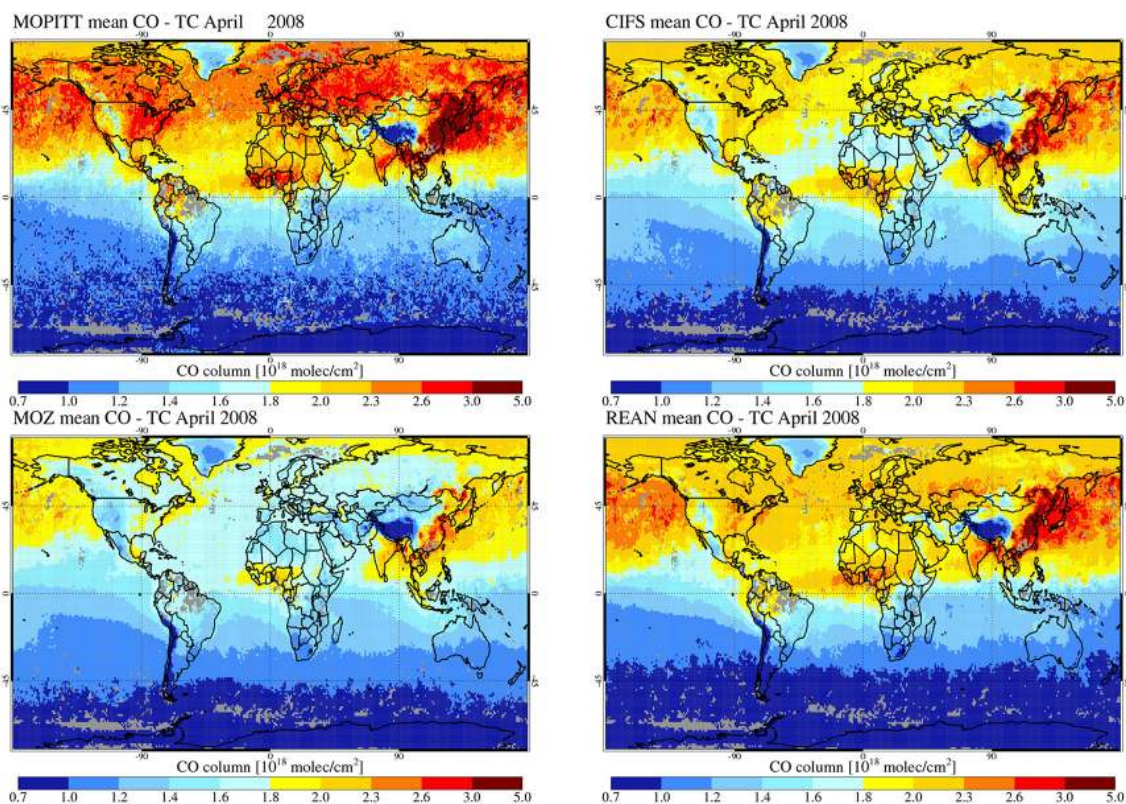 MOPITT mean CO - TC April 2008
-90 0 90
45
0
-45
-90 0 90
CO column [10^18 molec/cm^2]
0.7 1.0 1.2 1.4 1.6 1.8 2.0 2.3 2.6 3.0 5.0
CIFS mean CO - TC April 2008
-90 0 90
45
0
-45
-90 0 90
CO column [10^18 molec/cm^2]
0.7 1.0 1.2 1.4 1.6 1.8 2.0 2.3 2.6 3.0 5.0
MOZ mean CO - TC April 2008
-90 0 90
45
0
-45
-90 0 90
CO column [10^18 molec/cm^2]
0.7 1.0 1.2 1.4 1.6 1.8 2.0 2.3 2.6 3.0 5.0
REAN mean CO - TC April 2008
-90 0 90
45
0
-45
-90 0 90
CO column [10^18 molec/cm^2]
0.7 1.0 1.2 1.4 1.6 1.8 2.0 2.3 2.6 3.0 5.0